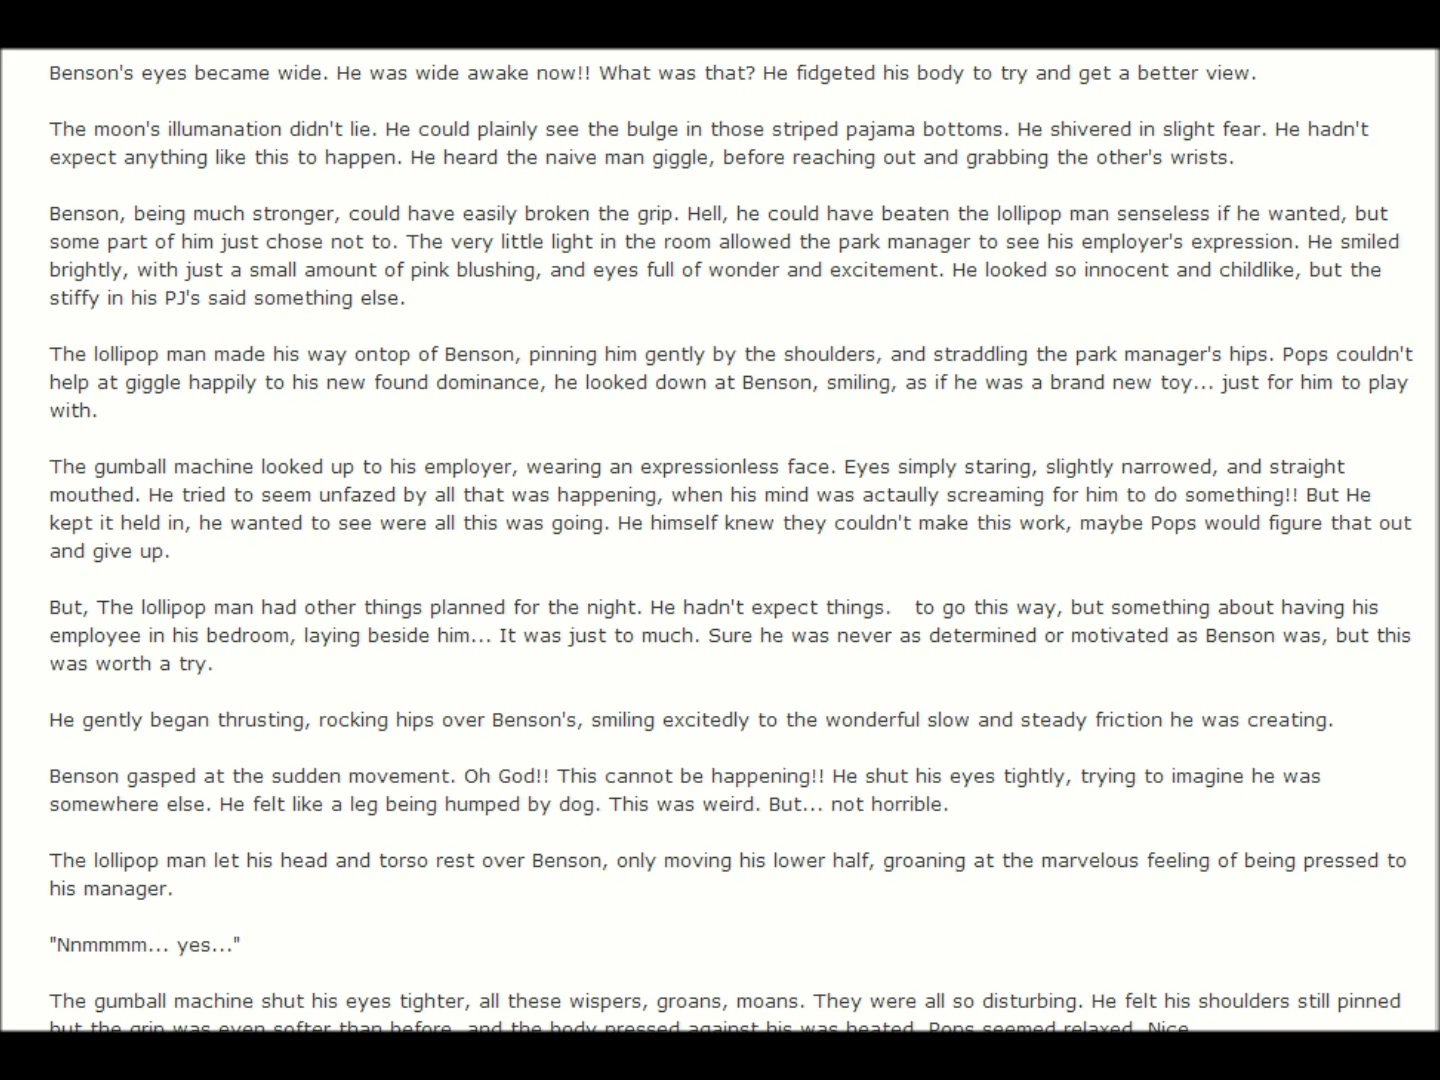 Benson's eyes became wide. He was wide awake now!! What was that? He fidgeted his body to try and get a better view.
The moon's illumanation didn't lie. He could plainly see the bulge in those striped pajama bottoms. He shivered in slight fear. He hadn't
expect anything like this to happen. He heard the naive man giggle, before reaching out and grabbing the other's wrists.
Benson, being much stronger, could have easily broken the grip. Hell, he could have beaten the lollipop man senseless if he wanted, but
some part of him just chose not to. The very little light in the room allowed the park manager to see his employer's expression. He smiled
brightly, with just a small amount of pink blushing, and eyes full of wonder and excitement. He looked so innocent and childlike, but the
stiffy in his PJ's said something else.
The lollipop man made his way ontop of Benson, pinning him gently by the shoulders, and straddling the park manager's hips. Pops couldn't
help at giggle happily to his new found dominance, he looked down at Benson, smiling, as if he was a brand new toy... just for him to play
with.
The gumball machine looked up to his employer, wearing an expressionless face. Eyes simply staring, slightly narrowed, and straight
mouthed. He tried to seem unfazed by all that was happening, when his mind was actaully screaming for him to do something!! But He
kept it held in, he wanted to see were all this was going. He himself knew they couldn't make this work, maybe Pops would figure that out
and give up.
But, The lollipop man had other things planned for the night. He hadn't expect things.   to go this way, but something about having his
employee in his bedroom, laying beside him... It was just to much. Sure he was never as determined or motivated as Benson was, but this
was worth a try.
He gently began thrusting, rocking hips over Benson's, smiling excitedly to the wonderful slow and steady friction he was creating.
Benson gasped at the sudden movement. Oh God!! This cannot be happening!! He shut his eyes tightly, trying to imagine he was
somewhere else. He felt like a leg being humped by dog. This was weird. But... not horrible.
The lollipop man let his head and torso rest over Benson, only moving his lower half, groaning at the marvelous feeling of being pressed to
his manager.
"Nnmmmm... yes..."
The gumball machine shut his eyes tighter, all these wispers, groans, moans. They were all so disturbing. He felt his shoulders still pinned
but the grip was even softer than before, and the body pressed against his was heated. Pops seemed relaxed. Nice